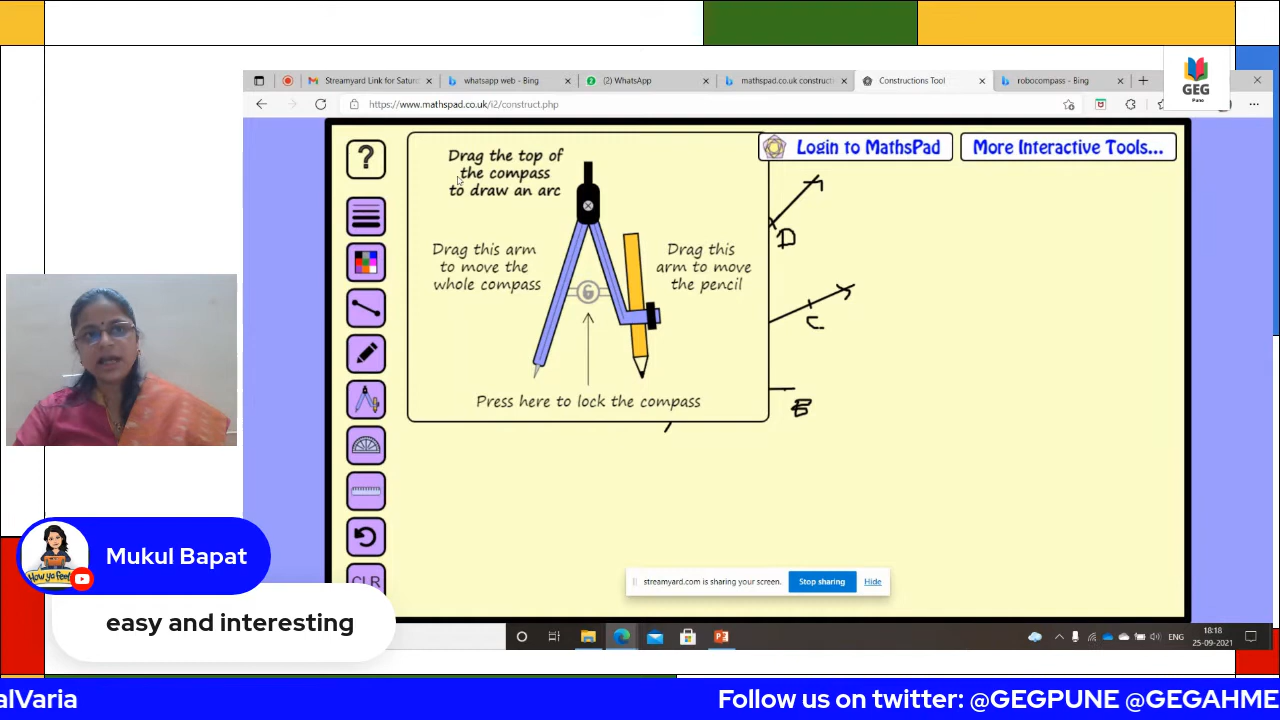 GEG
Pune
Streamyard Link for Satur
whatsapp web - Bing
(2) WhatsApp
mathspad.co.uk construct
Constructions Tool
robocompass - Bing
https://www.mathspad.co.uk/i2/construct.php
?
Drag the top of
the compass
to draw an arc
Login to MathsPad
More Interactive Tools...
D
Drag this arm
to move the
whole compass
Drag this
arm to move
the pencil
C
Press here to lock the compass
B
CLR
streamyard.com is sharing your screen.
Stop sharing
Hide
Mukul Bapat
easy and interesting
ENG
18:18
25-09-2021
alVaria
Follow us on twitter: @GEGPUNE @GEGAHME